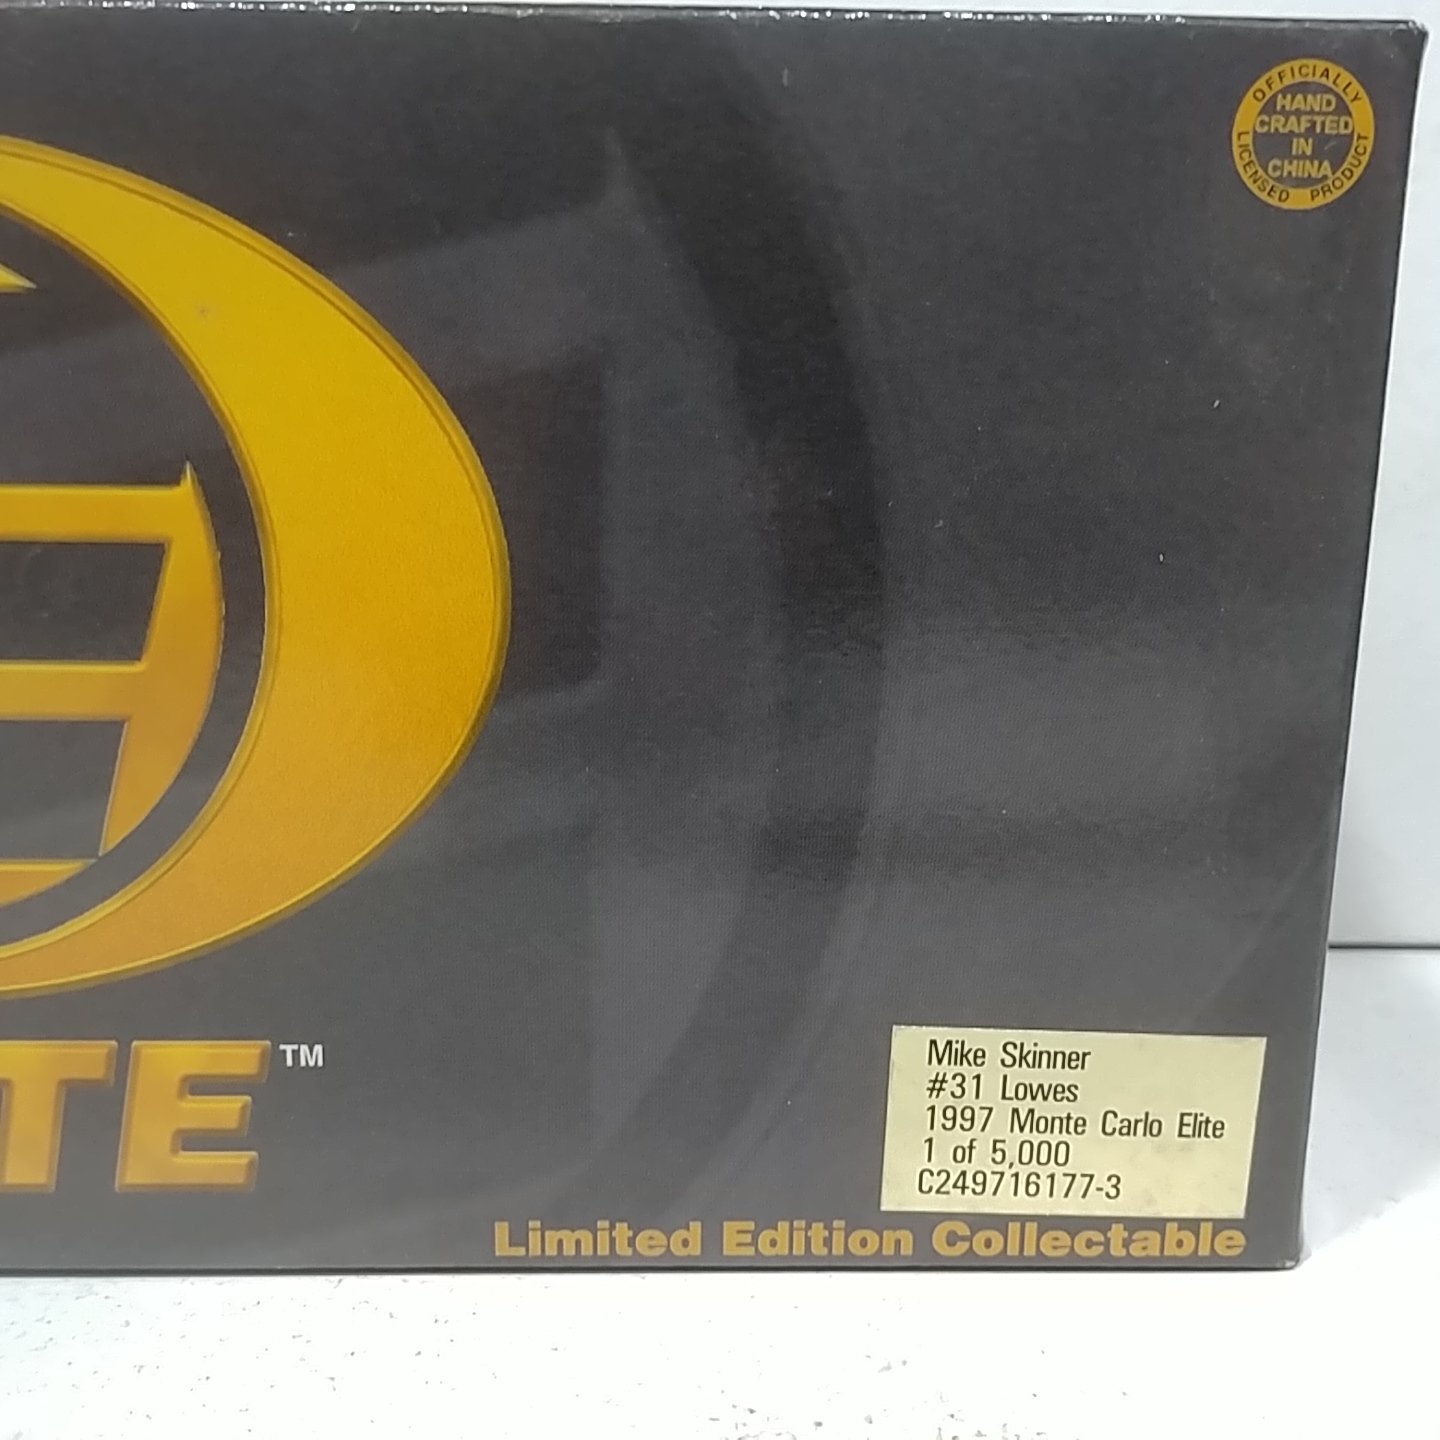 OFFICIALLY
HAND
CRAFTED
IN
CHINA
LICENSED PRODUCT
TE™
Mike Skinner
#31 Lowes
1997 Monte Carlo Elite
1 of 5,000
C249716177-3
Limited Edition Collectable